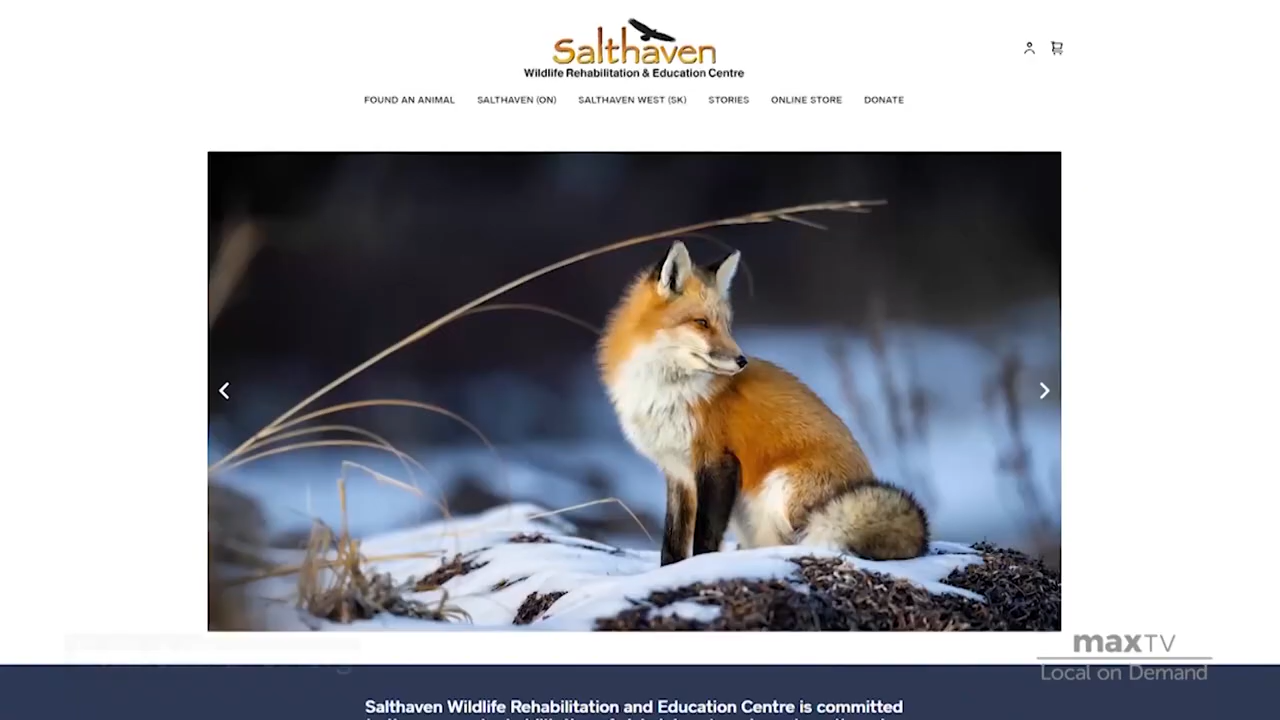 Salthaven
Wildlife Rehabilitation & Education Centre
FOUND AN ANIMAL SALTHAVEN (ON) SALTHAVEN WEST (SK) STORIES ONLINE STORE DONATE
maxTV
Local on Demand
Salthaven Wildlife Rehabilitation and Education Centre is committed